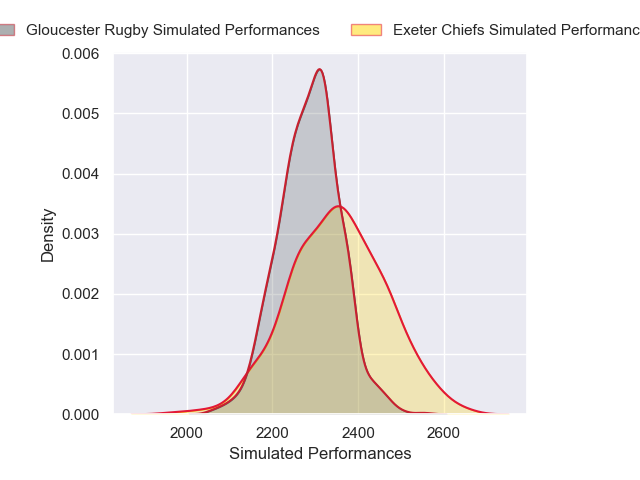 Gloucester Rugby Simulated Performances
Exeter Chiefs Simulated Performanc
0.006
0.005
0.004
0.003
0.002
0.001
0.000
Density
2000 2200 2400 2600
Simulated Performances